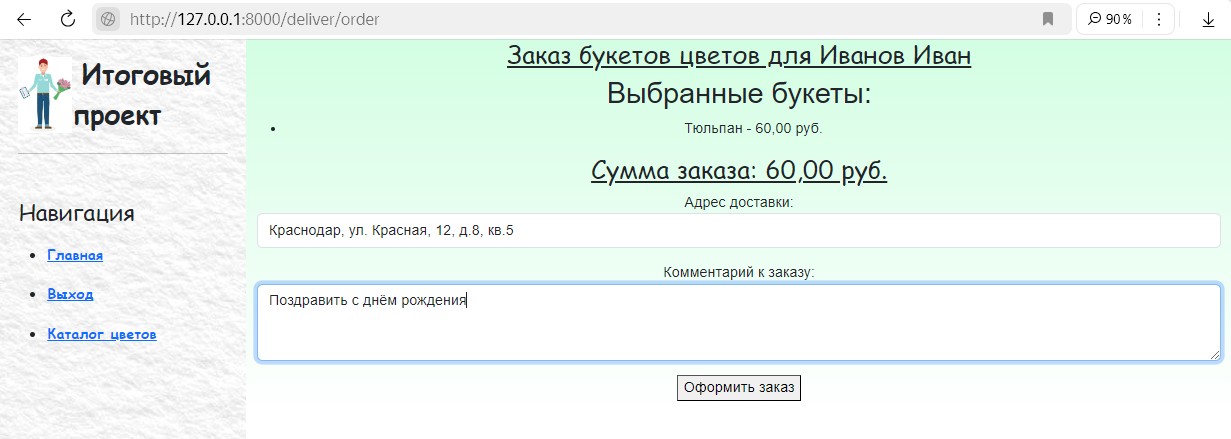 http://127.0.0.1:8000/deliver/order
90%
Итоговый
проект
Навигация
Главная
Выход
Каталог цветов
Заказ букетов цветов для Иванов Иван
Выбранные букеты:
Тюльпан - 60,00 руб.
Сумма заказа: 60,00 руб.
Адрес доставки:
Краснодар, ул. Красная, 12, д.8, кв.5
Комментарий к заказу:
Поздравить с днём рождения
Оформить заказ